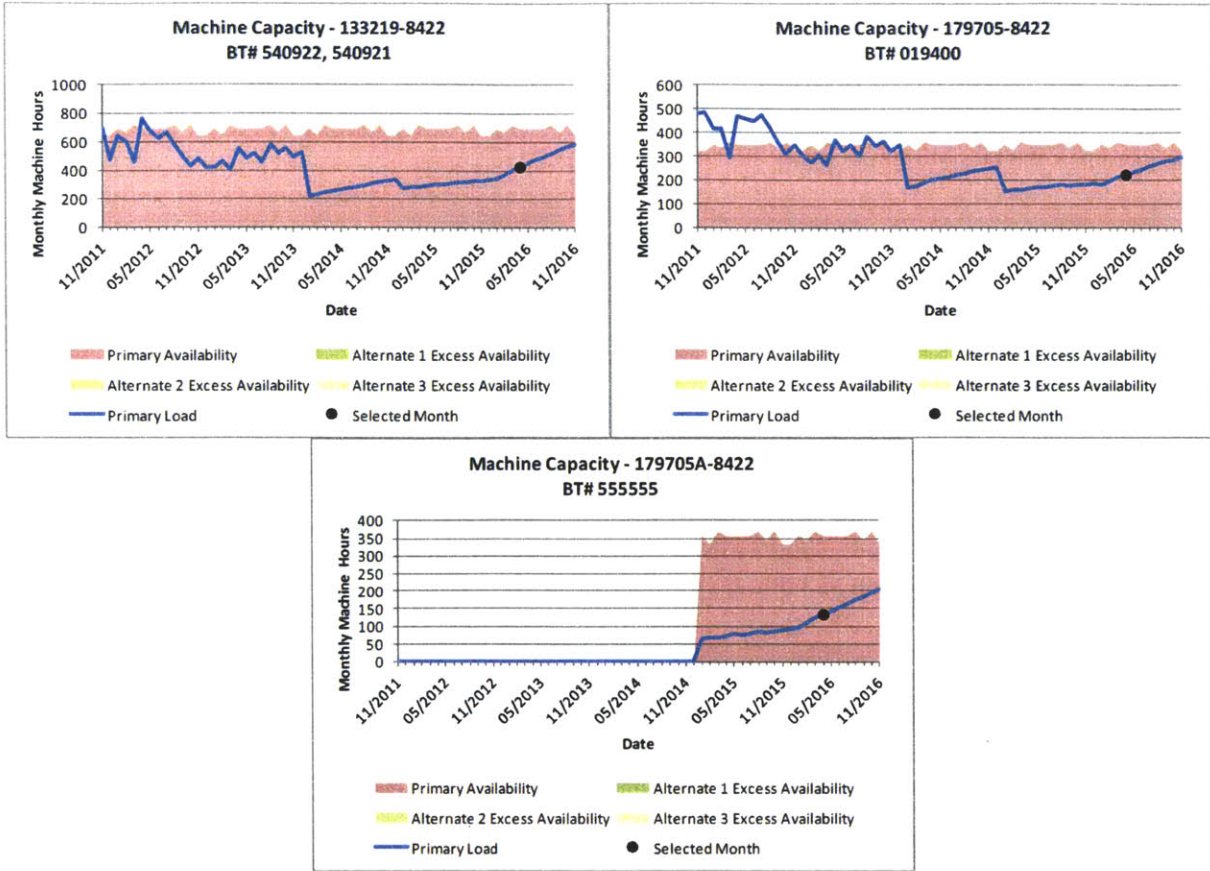 Machine Capacity - 133219-8422
BT# 540922, 540921
Monthly Machine Hours
1000
800
600
400
200
0
11/2011
05/2012
11/2012
05/2013
11/2013
05/2014
11/2014
05/2015
11/2015
05/2016
11/2016
Date
Primary Availability
Alternate 1 Excess Availability
Alternate 2 Excess Availability
Alternate 3 Excess Availability
Primary Load
Selected Month
Machine Capacity - 179705-8422
BT# 019400
Monthly Machine Hours
600
500
400
300
200
100
0
11/2011
05/2012
11/2012
05/2013
11/2013
05/2014
11/2014
05/2015
11/2015
05/2016
11/2016
Date
Primary Availability
Alternate 1 Excess Availability
Alternate 2 Excess Availability
Alternate 3 Excess Availability
Primary Load
Selected Month
Machine Capacity - 179705A-8422
BT# 555555
Monthly Machine Hours
400
350
300
250
200
150
100
50
0
11/2011
05/2012
11/2012
05/2013
11/2013
05/2014
11/2014
05/2015
11/2015
05/2016
11/2016
Date
Primary Availability
Alternate 1 Excess Availability
Alternate 2 Excess Availability
Alternate 3 Excess Availability
Primary Load
Selected Month